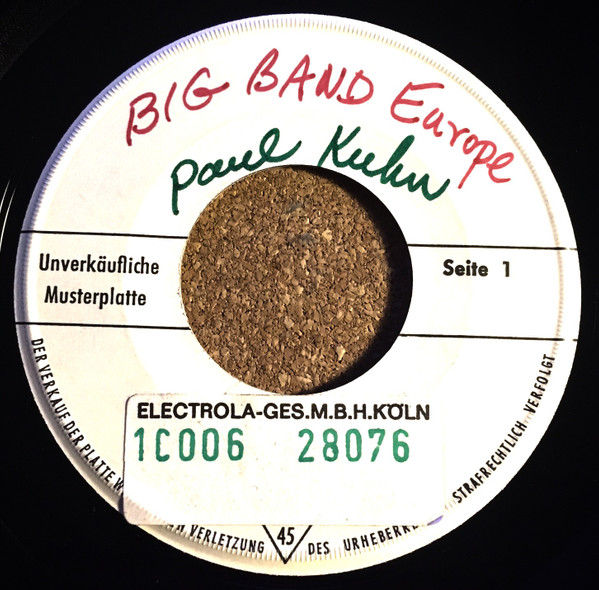 BIG BAND Europe
Paul Kuhn
Unverkäufliche
Musterplatte
Seite 1
ELECTROLA-GES.M.B.H.KÖLN
1C006 28076
DER VERKAUF DER PLATTE
VERLETZUNG
45
DES
STRAFRECHTLICH VERFOLGT